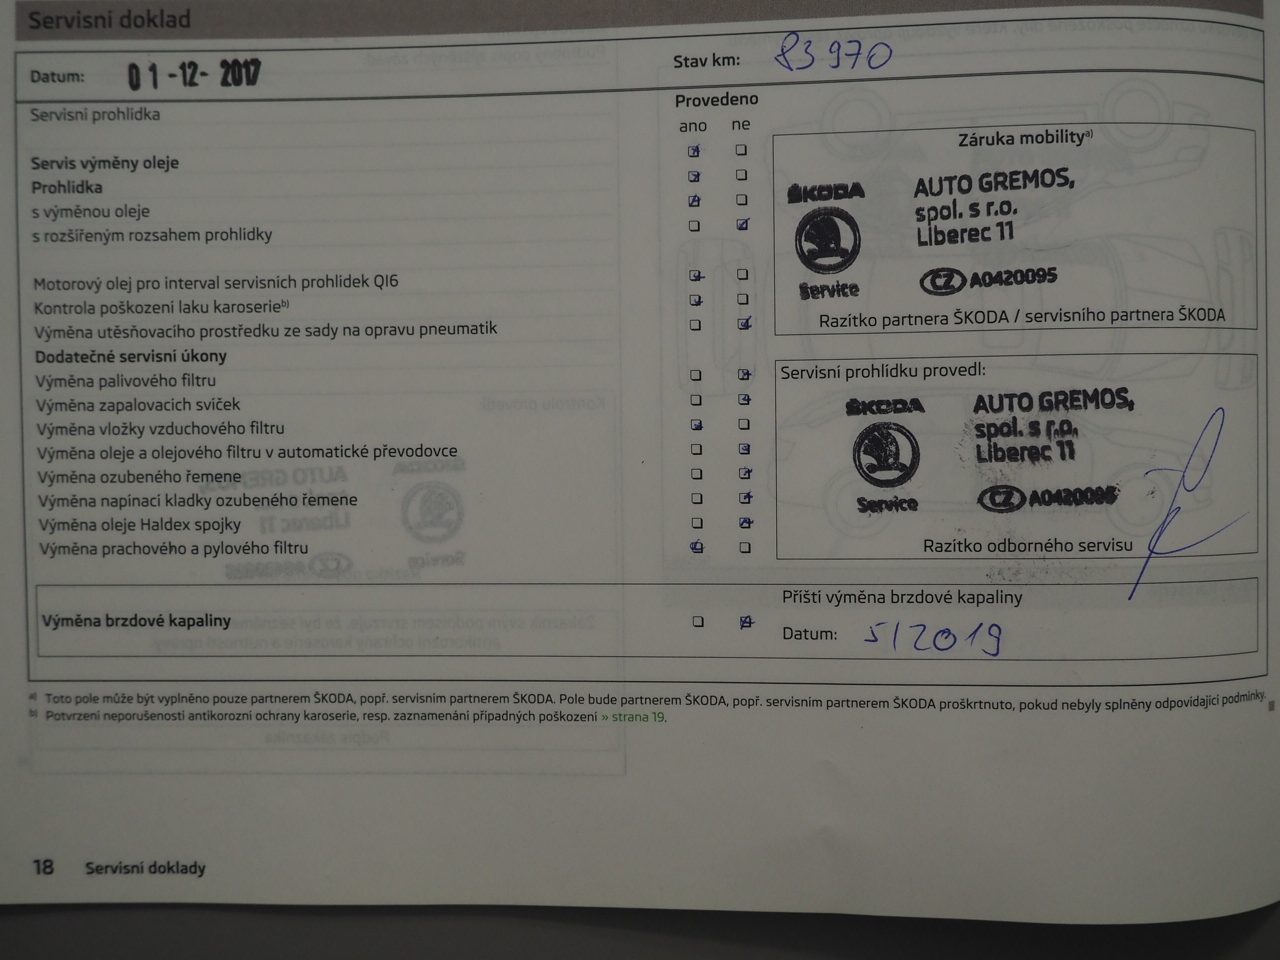 Servisní doklad
Datum: 01-12-2017
Stav km: 83 970
Servisní prohlídka
Provedeno
ano ne
Servis výměny oleje
Prohlídka
s výměnou oleje
s rozšířeným rozsahem prohlídky
Motorový olej pro interval servisních prohlídek QI6
Kontrola poškození laku karoserie b)
Výměna utěsňovacího prostředku ze sady na opravu pneumatik
Dodatečné servisní úkony
Výměna palivového filtru
Výměna zapalovacích svíček
Výměna vložky vzduchového filtru
Výměna oleje a olejového filtru v automatické převodovce
Výměna ozubeného řemene
Výměna napínací kladky ozubeného řemene
Výměna oleje Haldex spojky
Výměna prachového a pylového filtru
Záruka mobility a)
ŠKODA
Service
AUTO GREMOS,
spol. s r.o.
Liberec 11
CZ A0420095
Razítko partnera ŠKODA / servisního partnera ŠKODA
Servisní prohlídku provedl:
ŠKODA
Service
AUTO GREMOS,
spol. s r.o.
Liberec 11
CZ A0420095
Razítko odborného servisu
Výměna brzdové kapaliny
Příští výměna brzdové kapaliny
Datum: 5/2019
a) Toto pole může být vyplněno pouze partnerem ŠKODA, popř. servisním partnerem ŠKODA. Pole bude partnerem ŠKODA, popř. servisním partnerem ŠKODA proškrtnuto, pokud nebyly splněny odpovídající podmínky.
b) Potvrzení neporušenosti antikorozní ochrany karoserie, resp. zaznamenání případných poškození » strana 19.
18 Servisní doklady